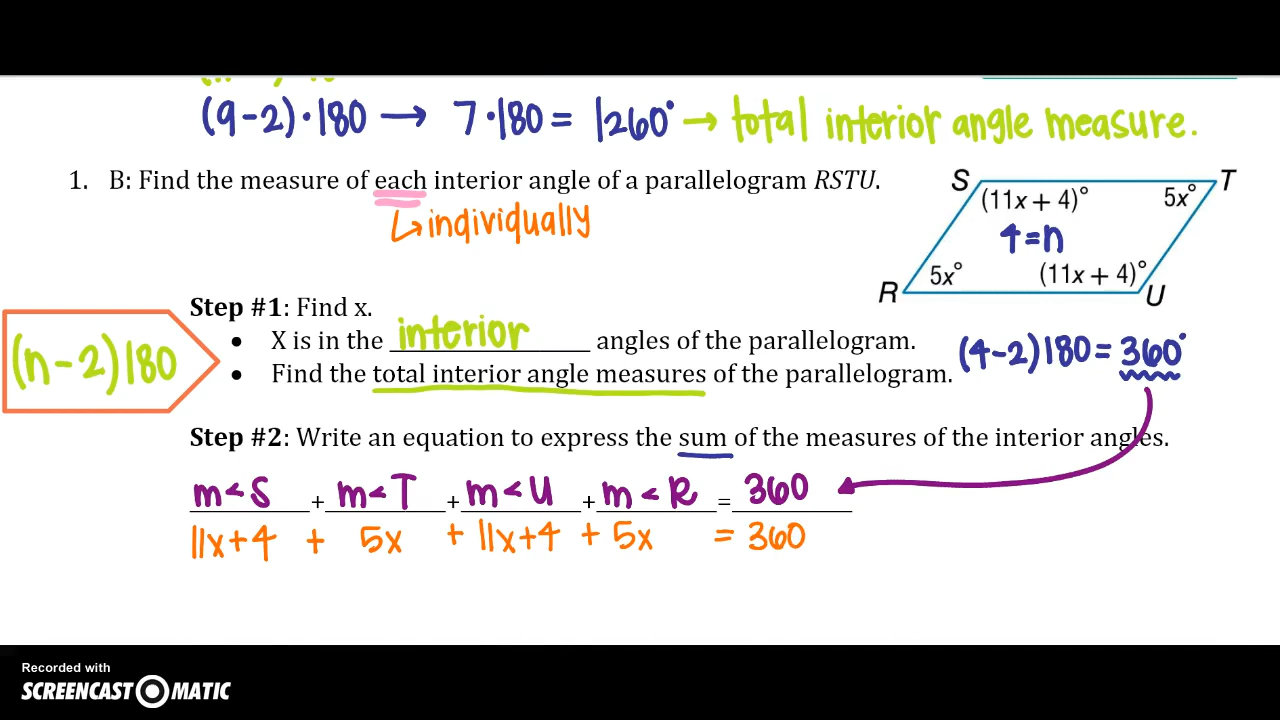 (9-2)·180 → 7·180 = 1260° → total interior angle measure.
1. B: Find the measure of each interior angle of a parallelogram RSTU.
↳individually
S (11x + 4)° 5x° T
4=n
R 5x° (11x + 4)° U
Step #1: Find x.
• X is in the interior angles of the parallelogram.
(n-2)180
(4-2)180=360°
• Find the total interior angle measures of the parallelogram.
Step #2: Write an equation to express the sum of the measures of the interior angles.
m<S + m<T + m<U + m<R = 360
11x+4 + 5x + 11x+4 + 5x = 360
Recorded with
SCREENCAST MATIC